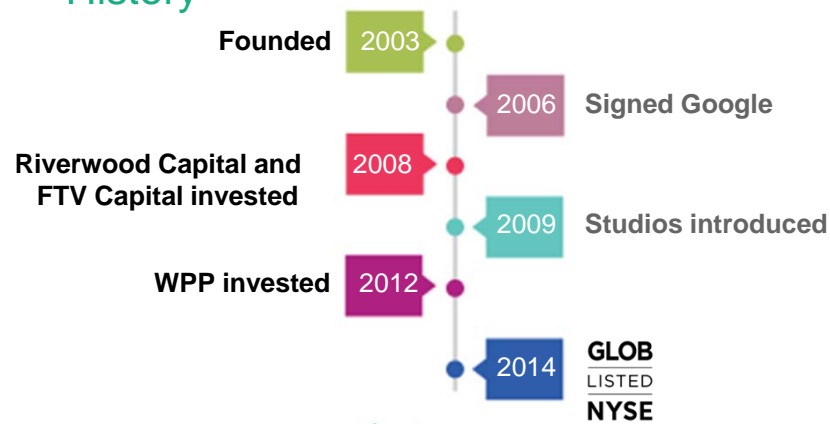 History
Founded 2003
2006 Signed Google
Riverwood Capital and
FTV Capital invested
2008
2009 Studios introduced
WPP invested 2012
2014
GLOB
LISTED
NYSE